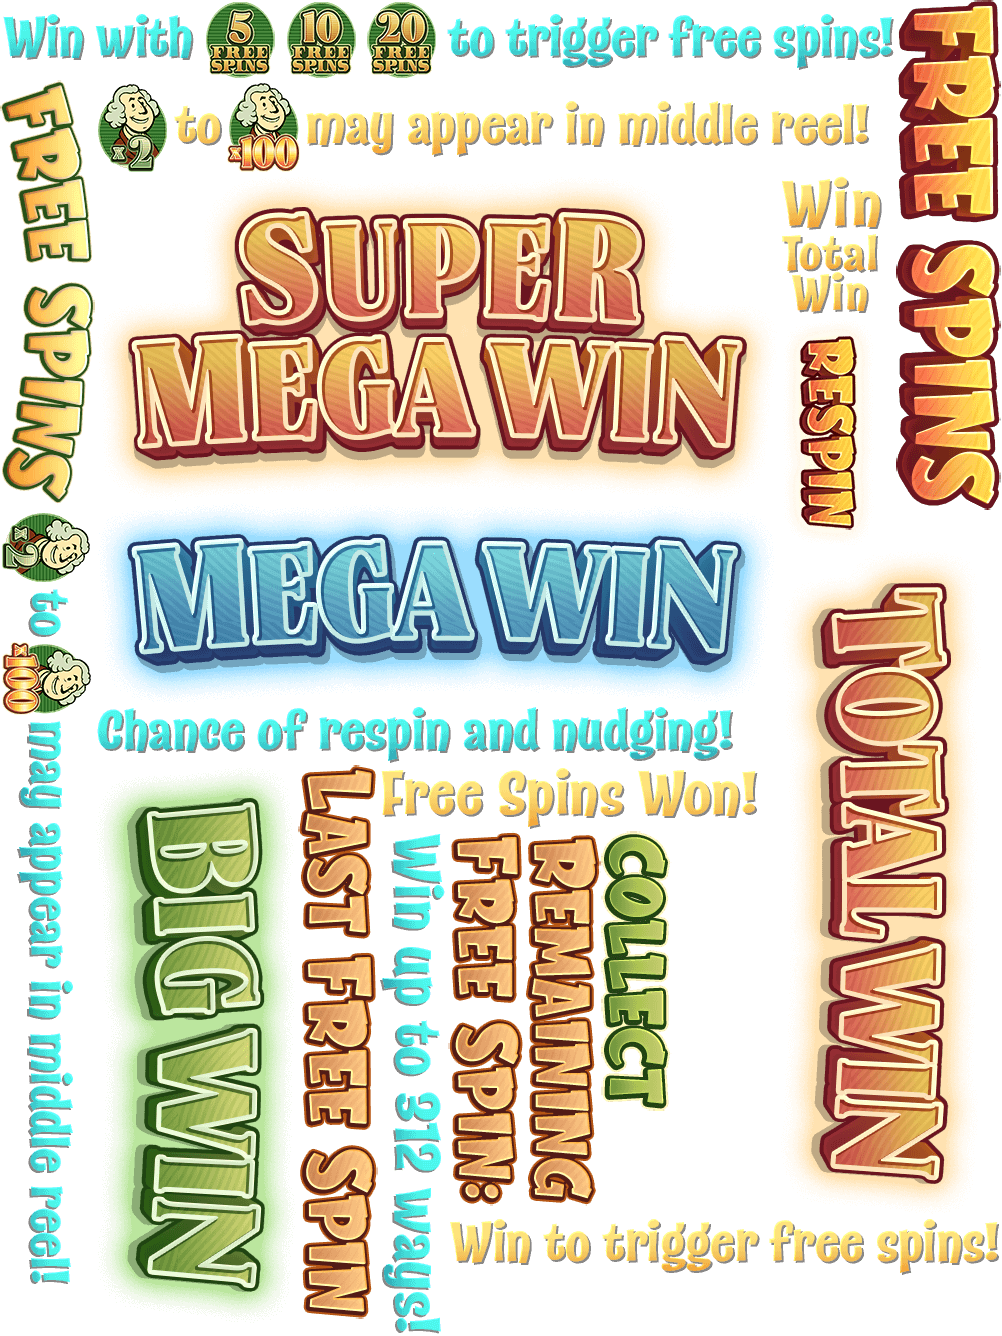 Win with 5 FREE SPINS 10 FREE SPINS 20 FREE SPINS to trigger free spins!
x2 to x100 may appear in middle reel!
FREE SPINS
FREE SPINS
Win
Total
Win
SUPER
MEGA WIN
RESPIN
MEGA WIN
x2 to x100 may appear in middle reel!
TOTAL WIN
Chance of respin and nudging!
Free Spins Won!
BIG WIN
LAST FREE SPIN
Win up to 312 ways!
REMAINING
FREE SPIN:
COLLECT
Win to trigger free spins!